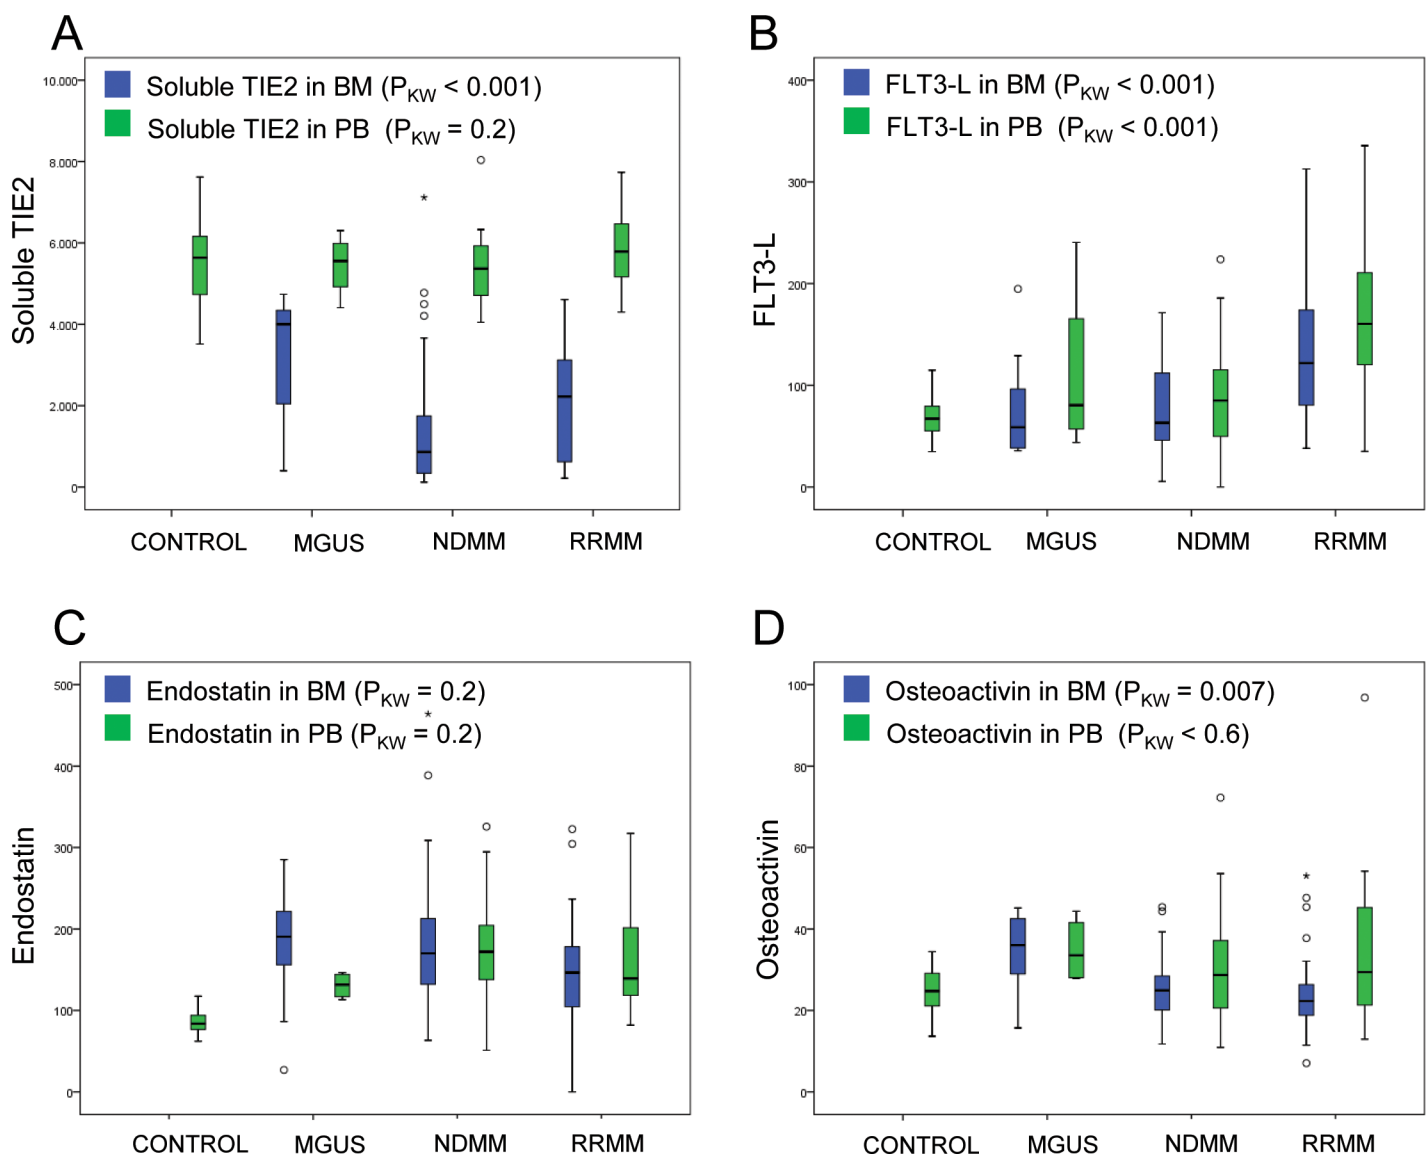 A
Soluble TIE2 in BM (PKW < 0.001)
Soluble TIE2 in PB (PKW = 0.2)
Soluble TIE2
10.000
8.000
6.000
4.000
2.000
0
CONTROL MGUS NDMM RRMM
B
FLT3-L in BM (PKW < 0.001)
FLT3-L in PB (PKW < 0.001)
FLT3-L
400
300
200
100
0
CONTROL MGUS NDMM RRMM
C
Endostatin in BM (PKW = 0.2)
Endostatin in PB (PKW = 0.2)
Endostatin
500
400
300
200
100
0
CONTROL MGUS NDMM RRMM
D
Osteoactivin in BM (PKW = 0.007)
Osteoactivin in PB (PKW < 0.6)
Osteoactivin
100
80
60
40
20
0
CONTROL MGUS NDMM RRMM